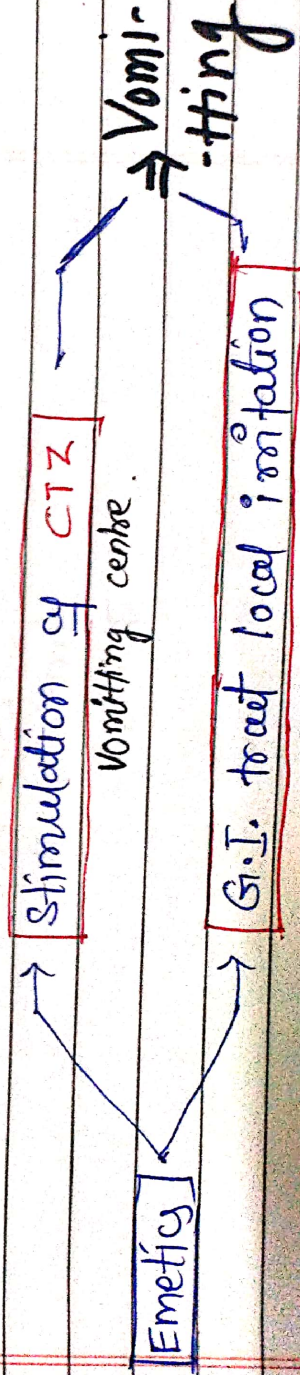 Emetics
Stimulation of CTZ
Vomitting centre.
G.I. tract local irritation
⇒ Vomi-
-tting